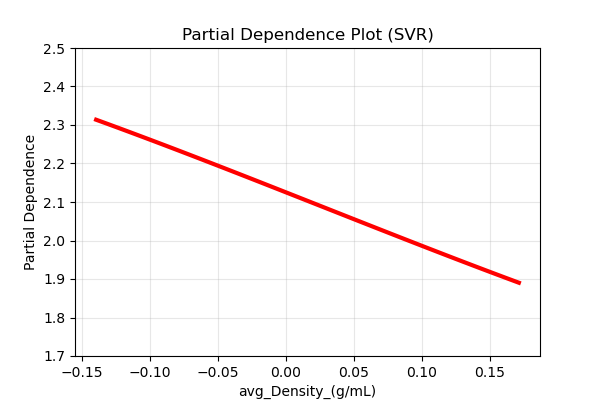 Partial Dependence Plot (SVR)
2.5
2.4
2.3
2.2
2.1
2.0
1.9
1.8
1.7
Partial Dependence
−0.15 −0.10 −0.05 0.00 0.05 0.10 0.15
avg_Density_(g/mL)